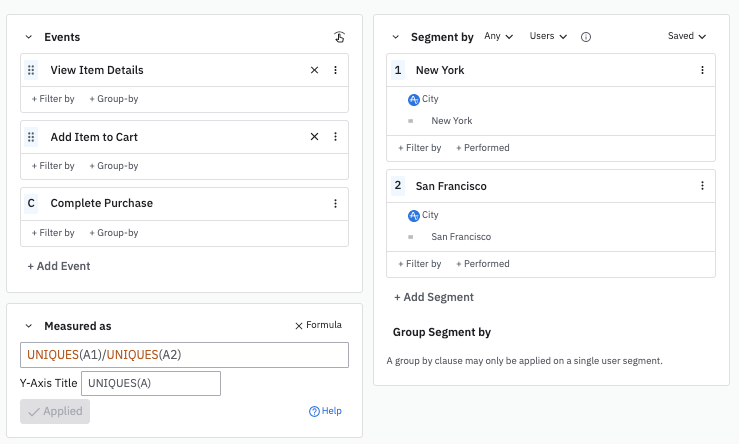 Events
View Item Details
+ Filter by + Group-by
Add Item to Cart
+ Filter by + Group-by
C Complete Purchase
+ Filter by + Group-by
+ Add Event
Measured as
Formula
UNIQUES(A1)/UNIQUES(A2)
Y-Axis Title UNIQUES(A)
Applied
Help
Segment by Any Users Saved
1 New York
City
= New York
+ Filter by + Performed
2 San Francisco
City
= San Francisco
+ Filter by + Performed
+ Add Segment
Group Segment by
A group by clause may only be applied on a single user segment.